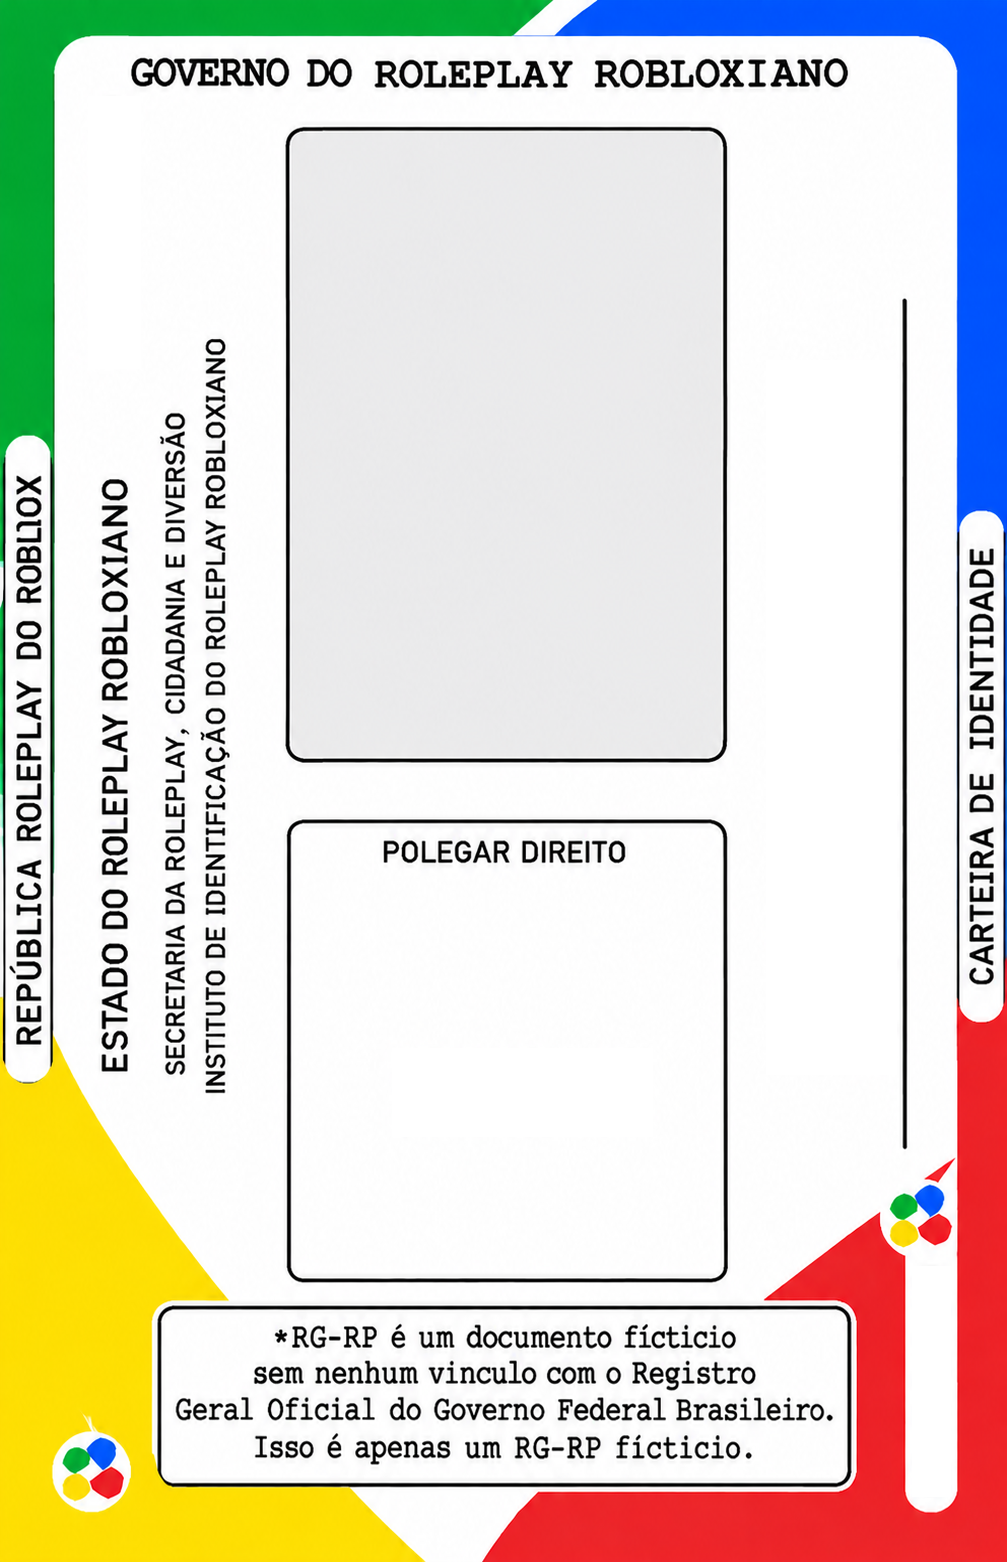 GOVERNO DO ROLEPLAY ROBLOXIANO
REPÚBLICA ROLEPLAY DO ROBLIOX
ESTADO DO ROLEPLAY ROBLOXIANO
SECRETARIA DA ROLEPLAY, CIDADANIA E DIVERSÃO
INSTITUTO DE IDENTIFICAÇÃO DO ROLEPLAY ROBLOXIANO
POLEGAR DIREITO
CARTEIRA DE IDENTIDADE
*RG-RP é um documento fícticio
sem nenhum vinculo com o Registro
Geral Oficial do Governo Federal Brasileiro.
Isso é apenas um RG-RP fícticio.